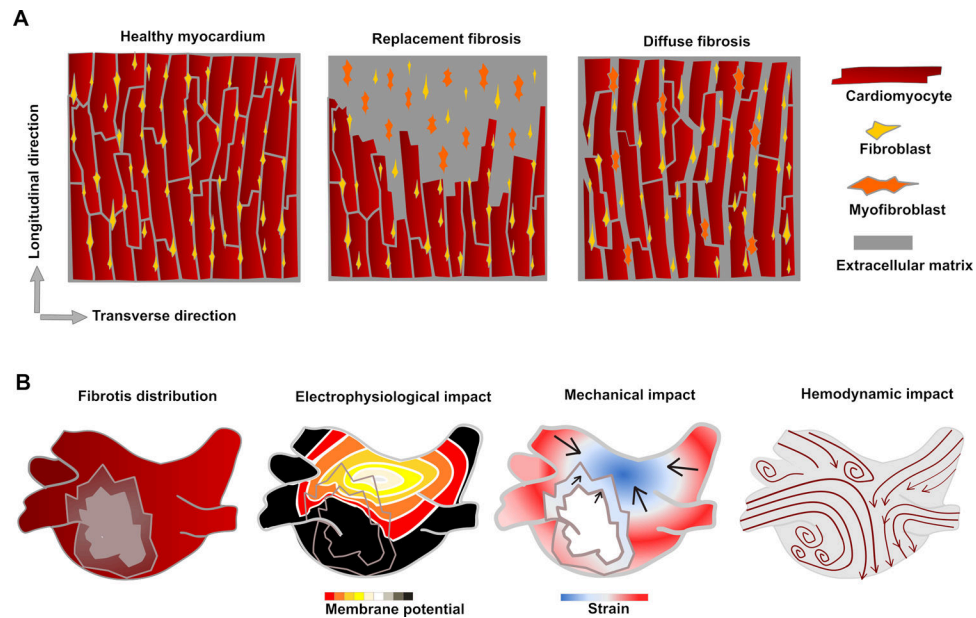 A
Healthy myocardium
Replacement fibrosis
Diffuse fibrosis
Longitudinal direction
Transverse direction
Cardiomyocyte
Fibroblast
Myofibroblast
Extracellular matrix
B
Fibrotis distribution
Electrophysiological impact
Mechanical impact
Hemodynamic impact
Membrane potential
Strain